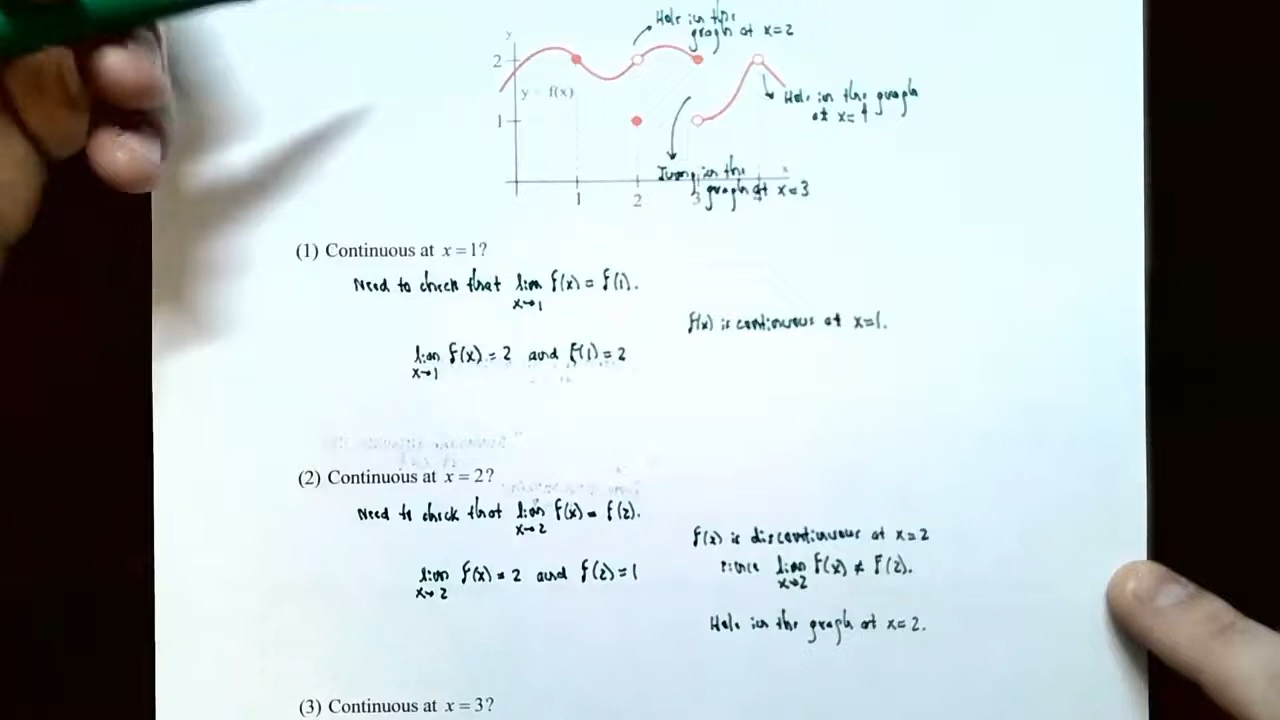 Hole in the
graph at x=2
y
2
y = f(x)
Hole in the graph
at x=4
1
Jump in the
graph at x=3
x
1 2 3 4
(1) Continuous at x = 1?
Need to check that lim f(x) = f(1).
x→1
f(x) is continuous at x=1.
lim f(x) = 2 and f(1) = 2
x→1
(2) Continuous at x = 2?
Need to check that lim f(x) = f(2).
x→2
f(x) is discontinuous at x=2
lim f(x) = 2 and f(2) = 1
x→2
since lim f(x) ≠ f(2).
x→2
Hole in the graph at x=2.
(3) Continuous at x = 3?